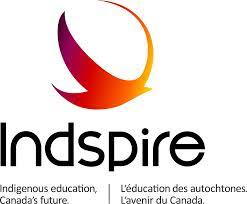 Indspire
Indigenous education,
Canada's future.
L'éducation des autochtones.
L'avenir du Canada.